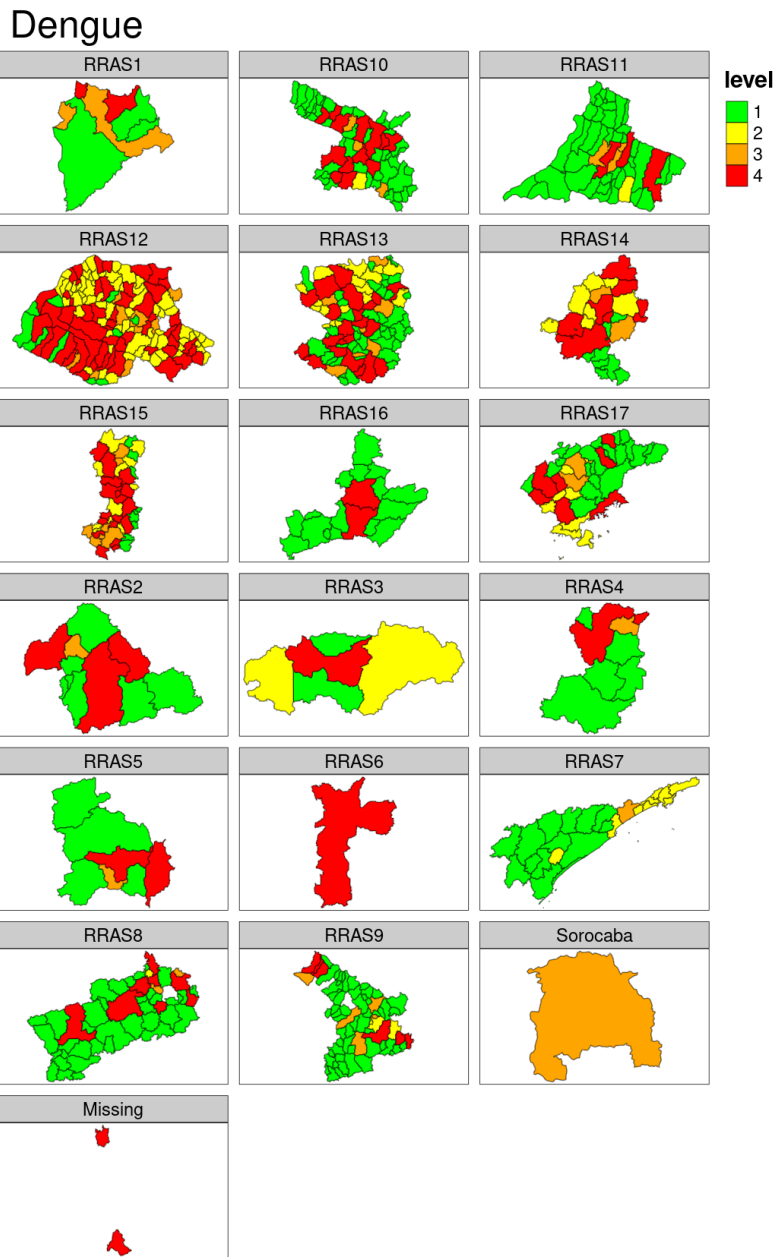 Dengue
RRAS1
RRAS10
RRAS11
level
1
2
3
4
RRAS12
RRAS13
RRAS14
RRAS15
RRAS16
RRAS17
RRAS2
RRAS3
RRAS4
RRAS5
RRAS6
RRAS7
RRAS8
RRAS9
Sorocaba
Missing